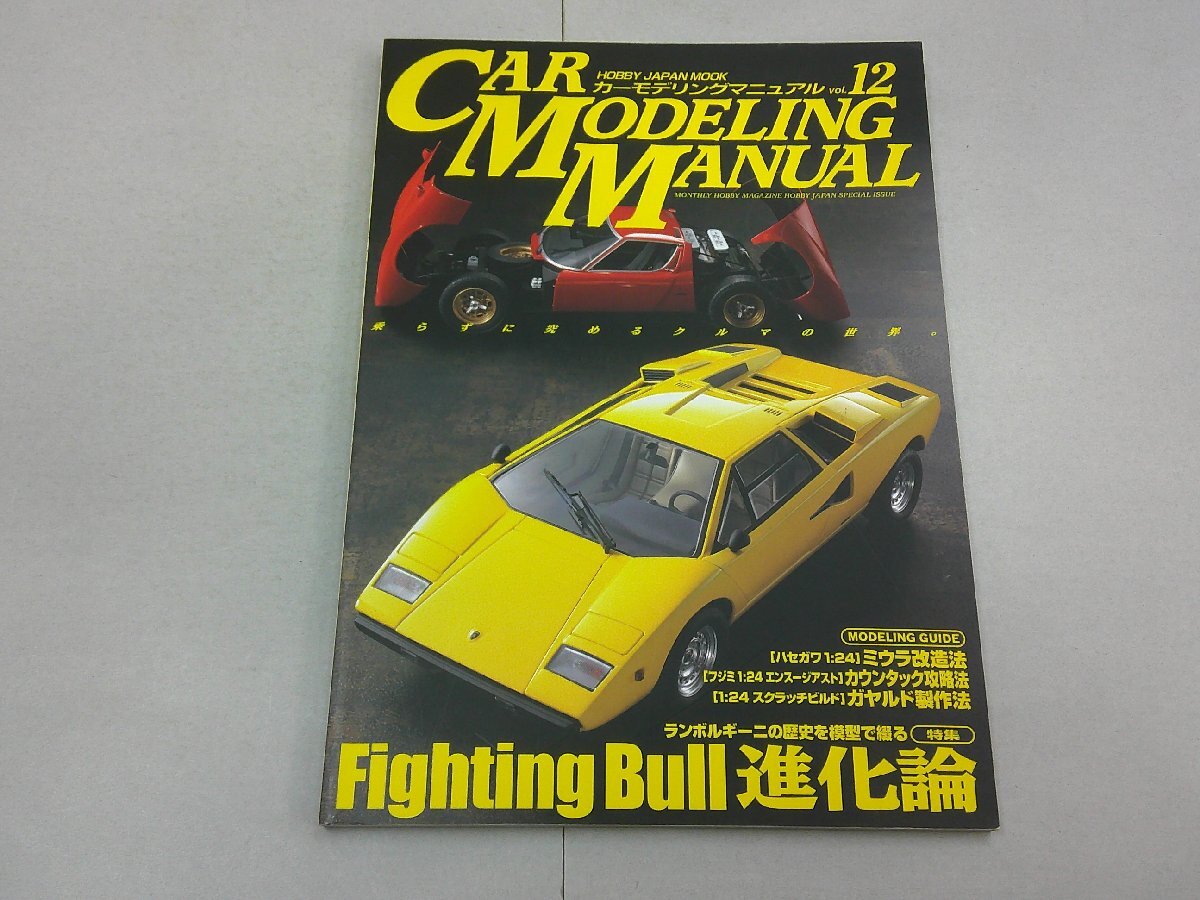 HOBBY JAPAN MOOK
カーモデリングマニュアル vol. 12
CAR
MODELING
MANUAL
MONTHLY HOBBY MAGAZINE HOBBY JAPAN SPECIAL ISSUE
乗らずに究めるクルマの世界。
MODELING GUIDE
[ハセガワ1:24] ミウラ改造法
[フジミ1:24 エンスージアスト] カウンタック攻略法
[1:24 スクラッチビルド] ガヤルド製作法
ランボルギーニの歴史を模型で綴る 特集
Fighting Bull 進化論